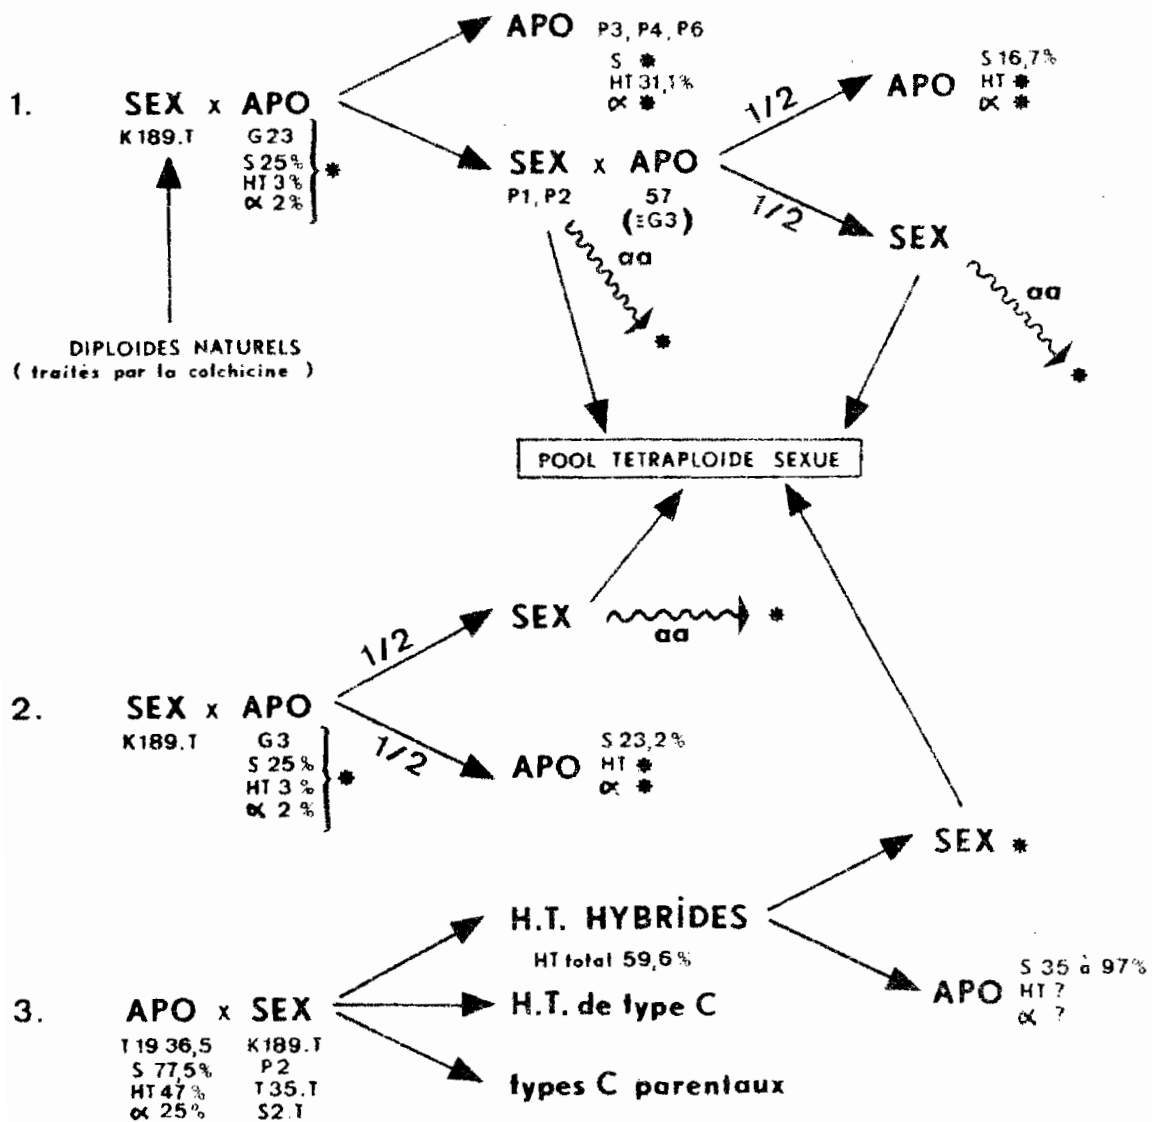 1.
SEX x APO
K189.T
G23
S 25%
HT 3%
α 2%
*
DIPLOIDES NATURELS
( traités par la colchicine )
APO P3, P4, P6
S *
HT 31,1%
α *
SEX x APO
P1, P2
57
(≡G3)
aa
*
1/2
1/2
APO
S 16,7%
HT *
α *
SEX
aa
*
POOL TETRAPLOIDE SEXUE
2.
SEX x APO
K189.T
G3
S 25%
HT 3%
α 2%
*
1/2
1/2
SEX
aa
*
APO
S 23,2%
HT *
α *
3.
APO x SEX
T19 36,5 K189.T
S 77,5% P2
HT 47% T35.T
α 25% S2.T
H.T. HYBRİDES
HT total 59,6%
H.T. de type C
types C parentaux
SEX *
APO
S 35 à 97%
HT ?
α ?